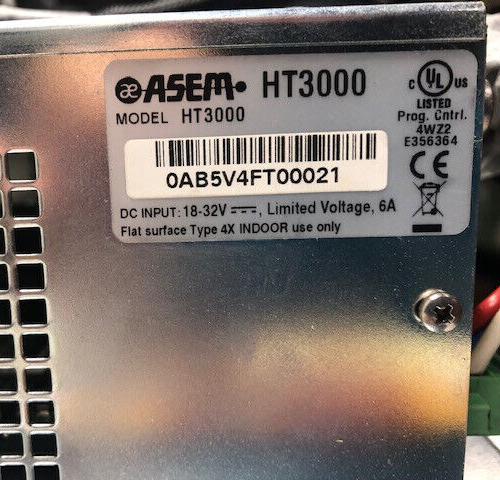 æ ASEM HT3000
MODEL HT3000
C UL US
LISTED
Prog. Cntrl.
4WZ2
E356364
CE
0AB5V4FT00021
DC INPUT: 18-32V ⎓, Limited Voltage, 6A
Flat surface Type 4X INDOOR use only